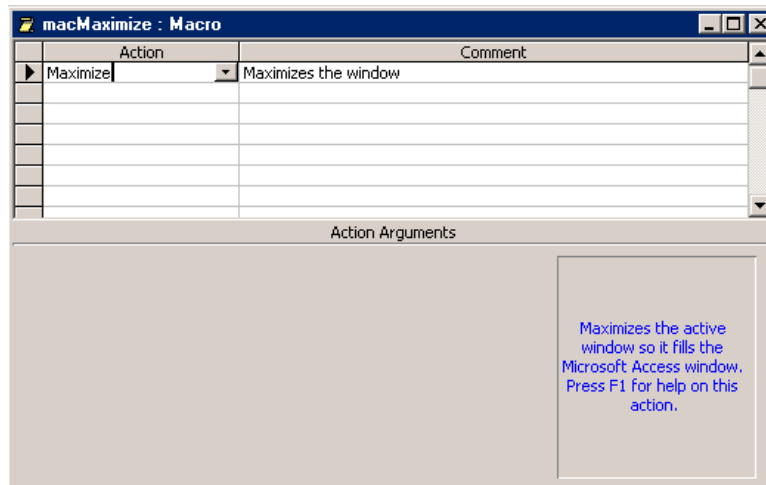 macMaximize : Macro
Action Comment
Maximize Maximizes the window
Action Arguments
Maximizes the active
window so it fills the
Microsoft Access window.
Press F1 for help on this
action.